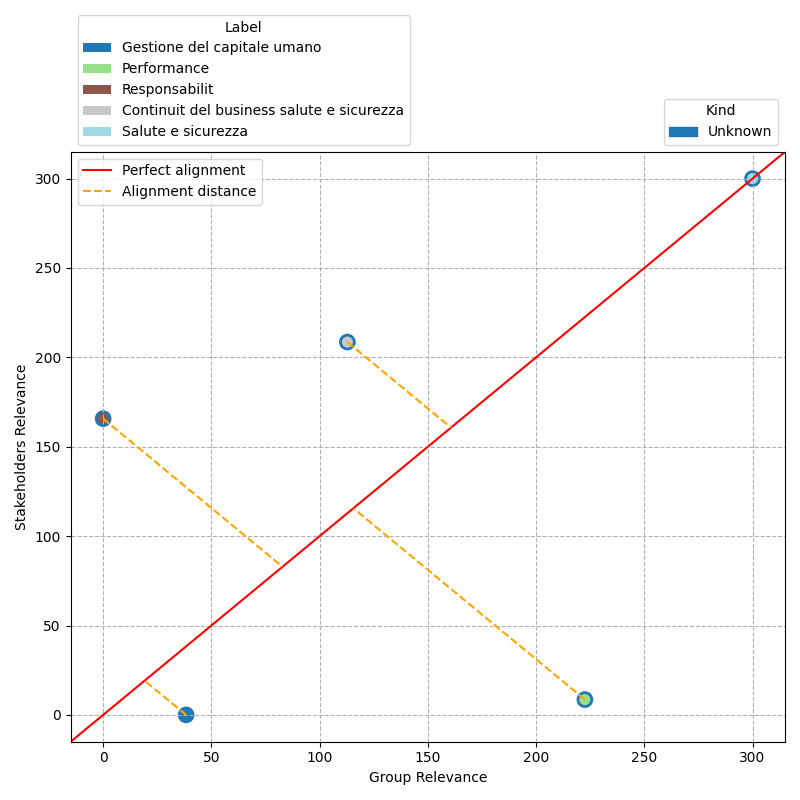 Label
Gestione del capitale umano
Performance
Responsabilit
Continuit del business salute e sicurezza
Salute e sicurezza
Kind
Unknown
Perfect alignment
Alignment distance
300
250
200
150
100
50
0
Stakeholders Relevance
0 50 100 150 200 250 300
Group Relevance